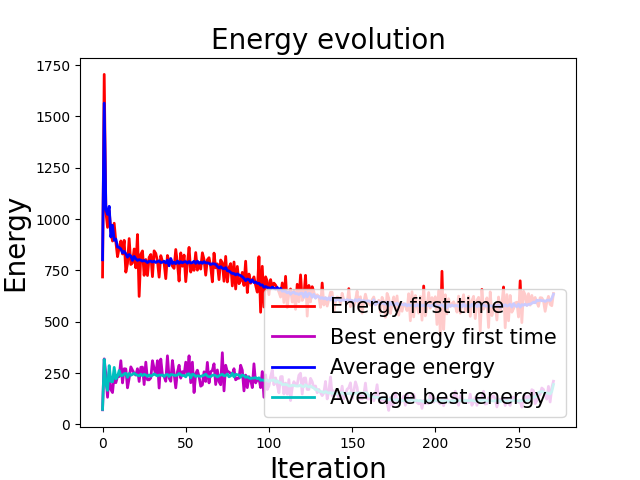 Energy evolution
Energy
1750
1500
1250
1000
750
500
250
0
Energy first time
Best energy first time
Average energy
Average best energy
0 50 100 150 200 250
Iteration